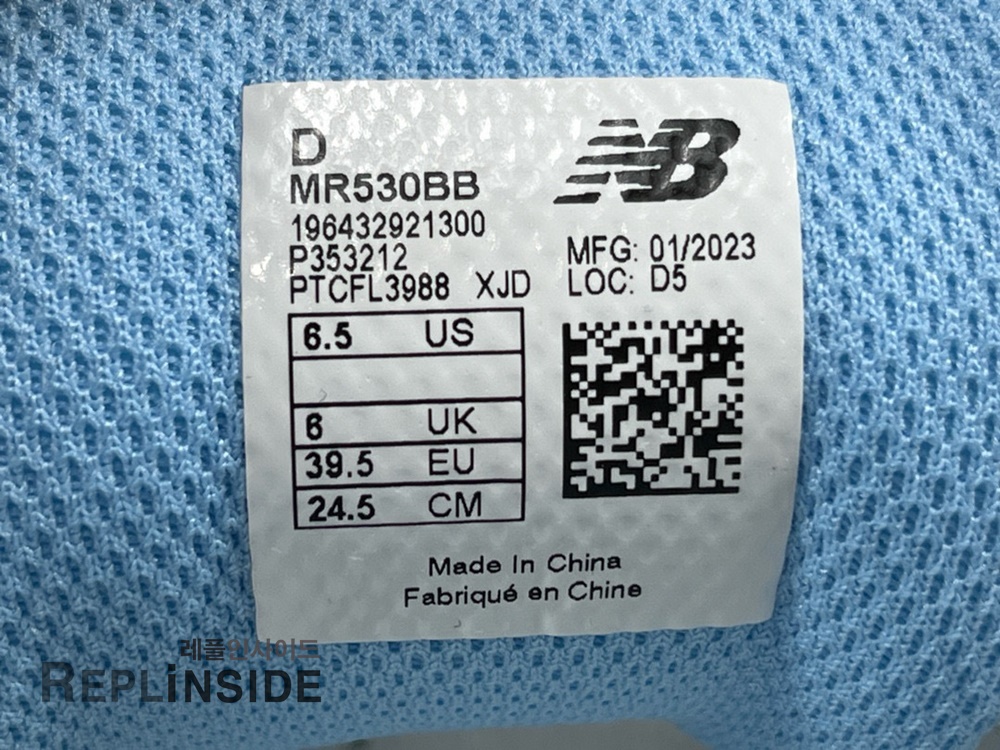 D
MR530BB
196432921300
P353212
PTCFL3988 XJD
NB
MFG: 01/2023
LOC: D5
6.5 US
6 UK
39.5 EU
24.5 CM
Made In China
Fabriqué en Chine
레플인사이드
REPLINSIDE